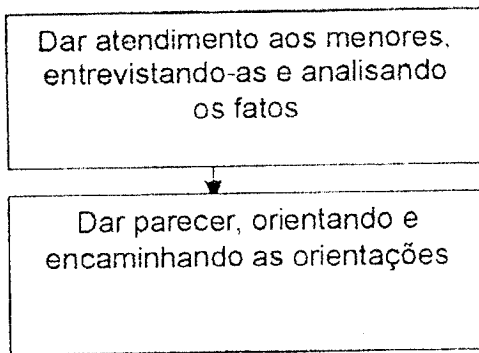 Dar atendimento aos menores,
entrevistando-as e analisando
os fatos
Dar parecer, orientando e
encaminhando as orientações